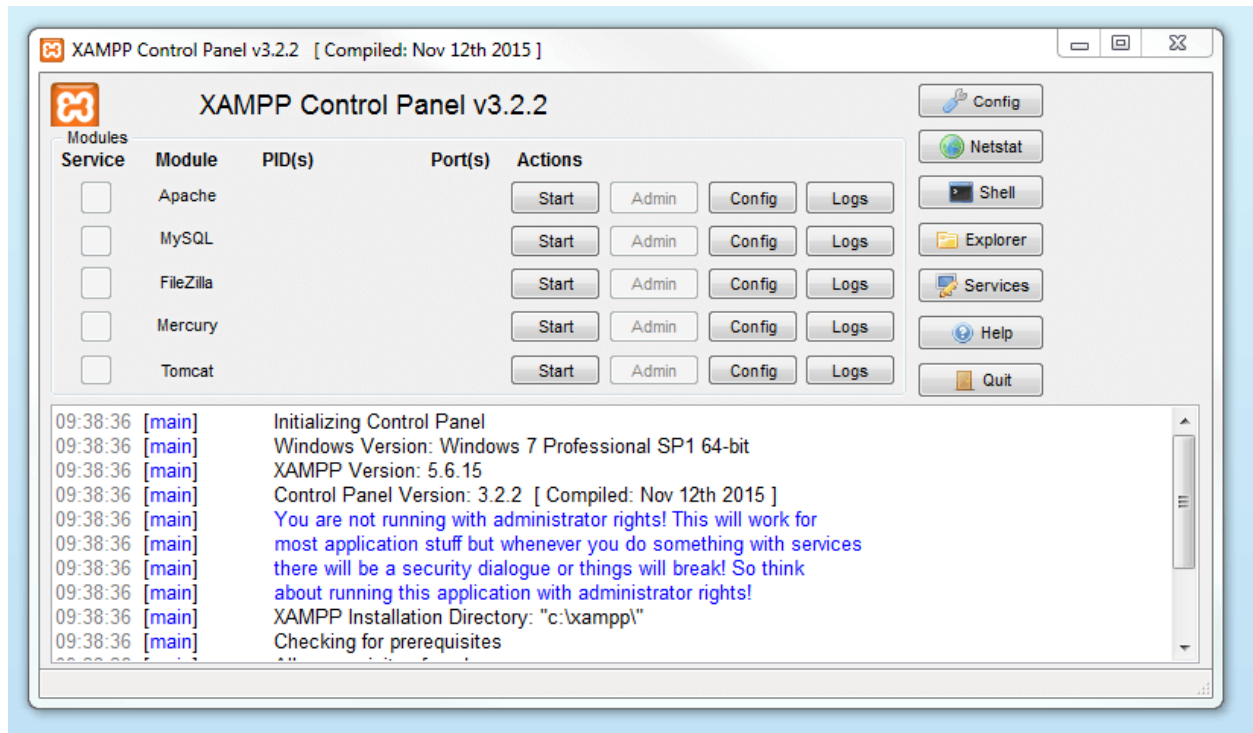 XAMPP Control Panel v3.2.2 [ Compiled: Nov 12th 2015 ]
XAMPP Control Panel v3.2.2
Config
Modules
Service Module PID(s) Port(s) Actions
Netstat
Apache Start Admin Config Logs
Shell
MySQL Start Admin Config Logs
Explorer
FileZilla Start Admin Config Logs
Services
Mercury Start Admin Config Logs
Help
Tomcat Start Admin Config Logs
Quit
09:38:36 [main] Initializing Control Panel
09:38:36 [main] Windows Version: Windows 7 Professional SP1 64-bit
09:38:36 [main] XAMPP Version: 5.6.15
09:38:36 [main] Control Panel Version: 3.2.2 [ Compiled: Nov 12th 2015 ]
09:38:36 [main] You are not running with administrator rights! This will work for
09:38:36 [main] most application stuff but whenever you do something with services
09:38:36 [main] there will be a security dialogue or things will break! So think
09:38:36 [main] about running this application with administrator rights!
09:38:36 [main] XAMPP Installation Directory: "c:\xampp\"
09:38:36 [main] Checking for prerequisites